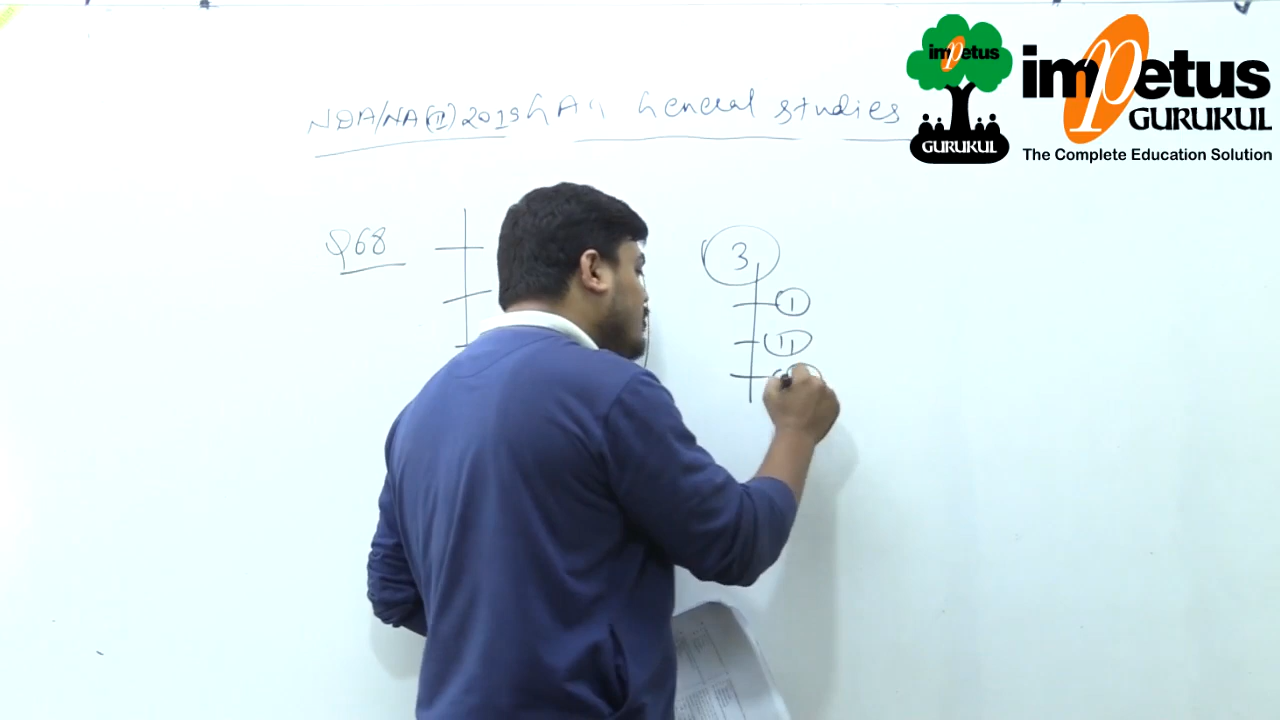 impetus
GURUKUL
impetus
GURUKUL
The Complete Education Solution
NDA/NA(II) 2019 GAT General studies
Q68
3
I
II